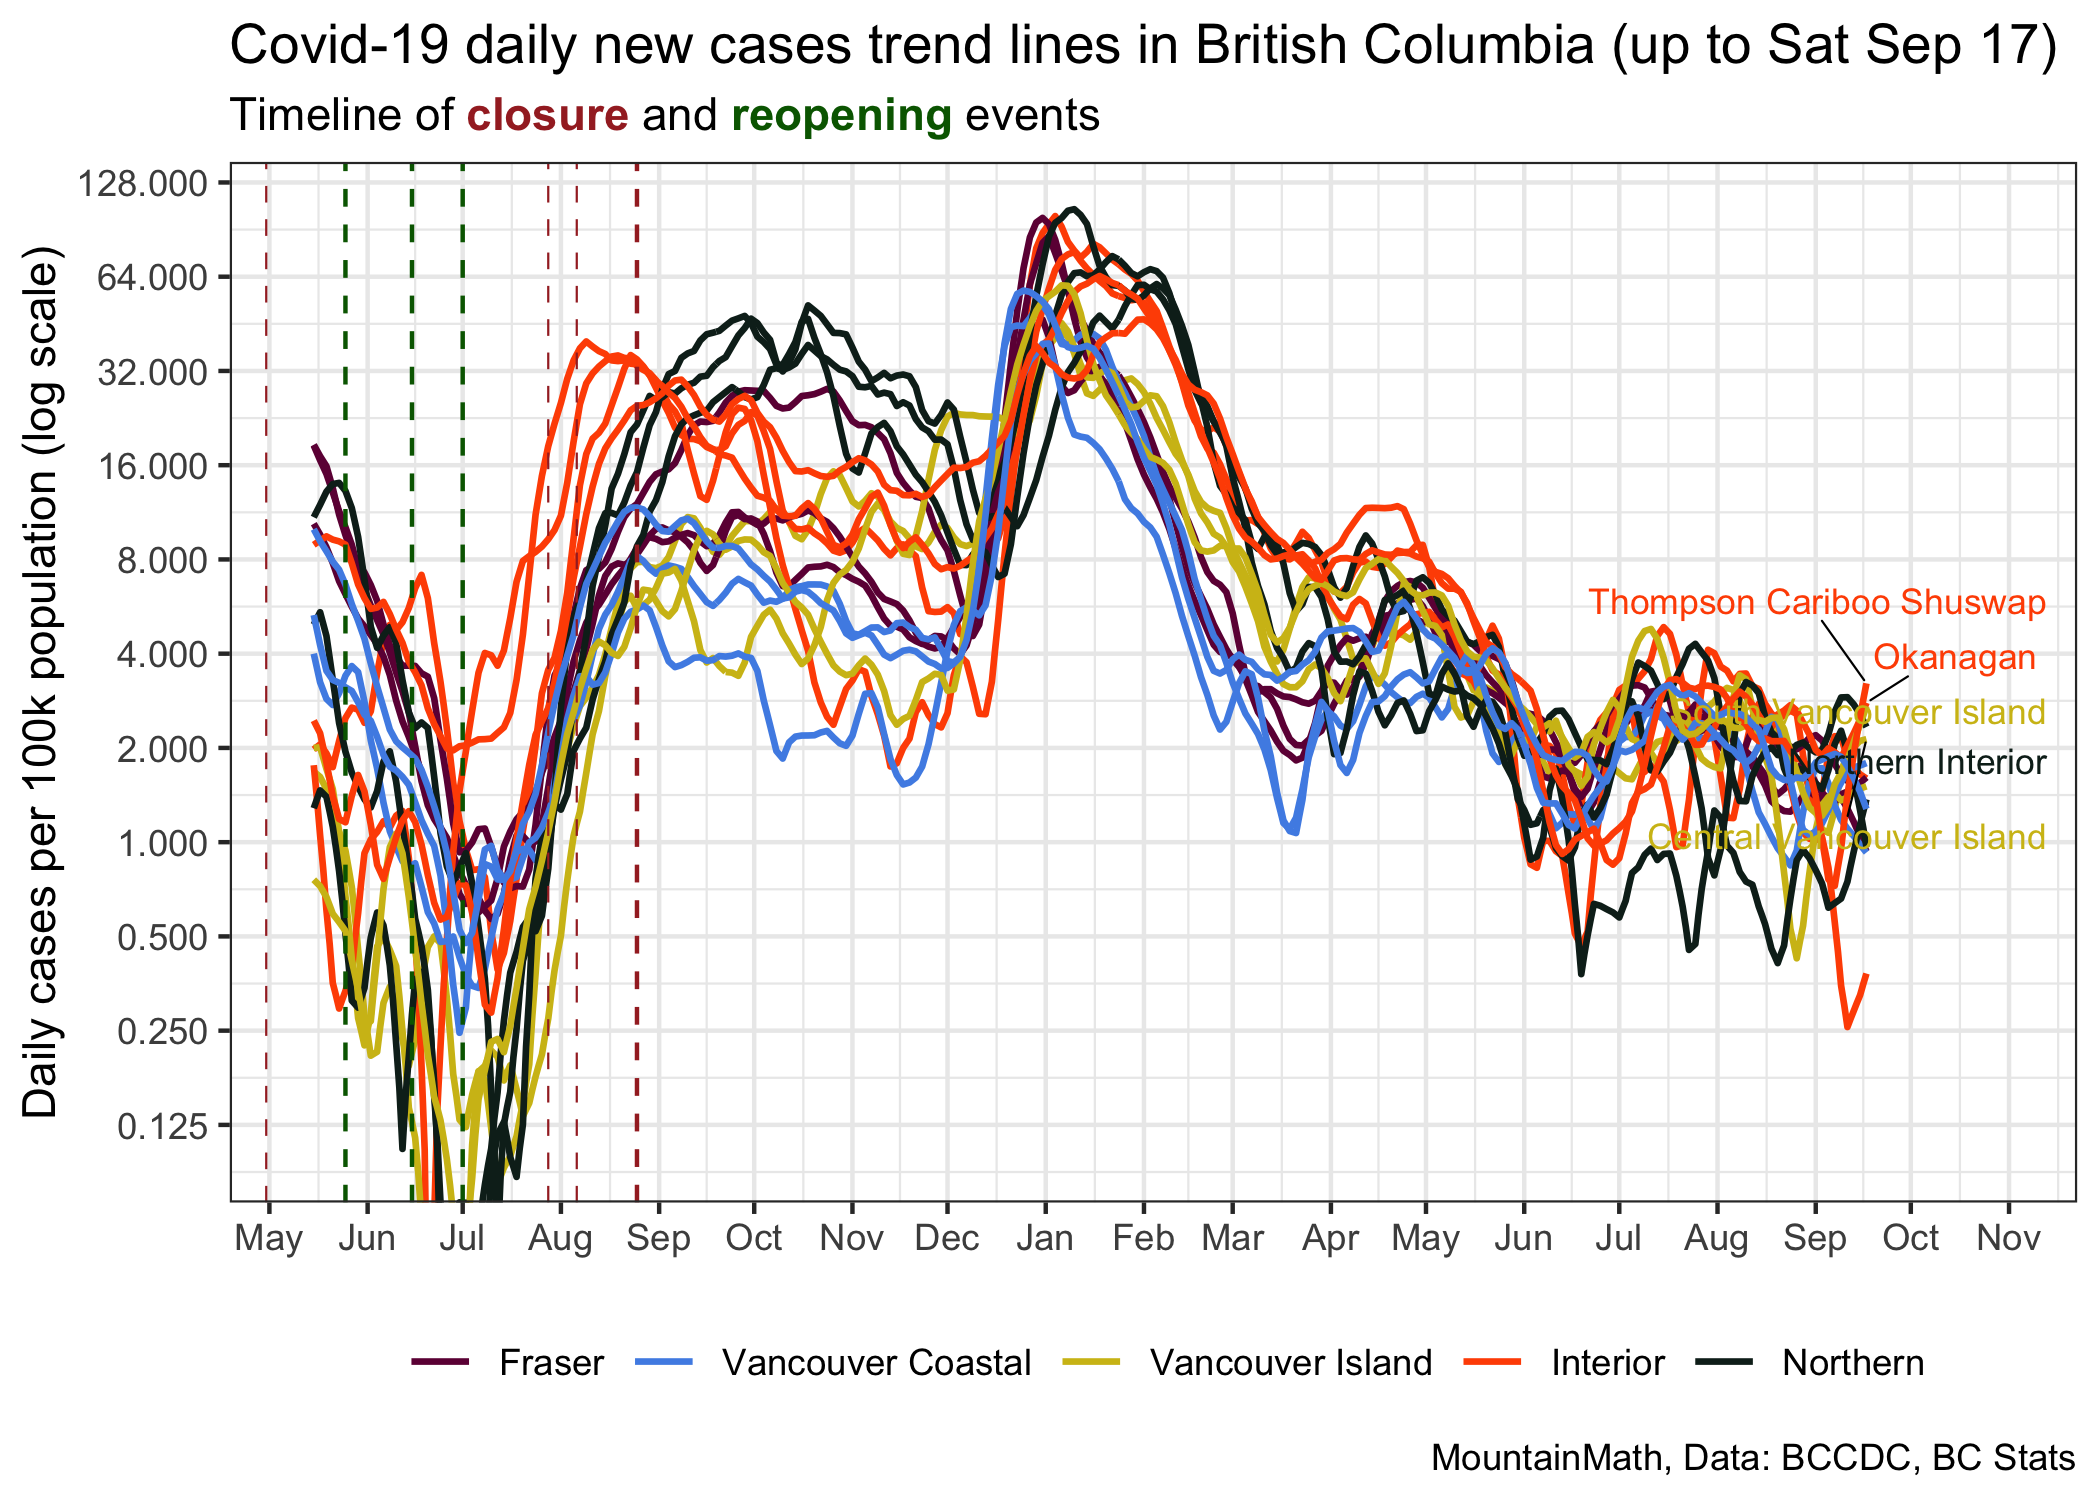 Covid-19 daily new cases trend lines in British Columbia (up to Sat Sep 17)
Timeline of closure and reopening events
Daily cases per 100k population (log scale)
128.000
64.000
32.000
16.000
8.000
4.000
2.000
1.000
0.500
0.250
0.125
Thompson Cariboo Shuswap
Okanagan
South Vancouver Island
Northern Interior
Central Vancouver Island
May Jun Jul Aug Sep Oct Nov Dec Jan Feb Mar Apr May Jun Jul Aug Sep Oct Nov
Fraser Vancouver Coastal Vancouver Island Interior Northern
MountainMath, Data: BCCDC, BC Stats